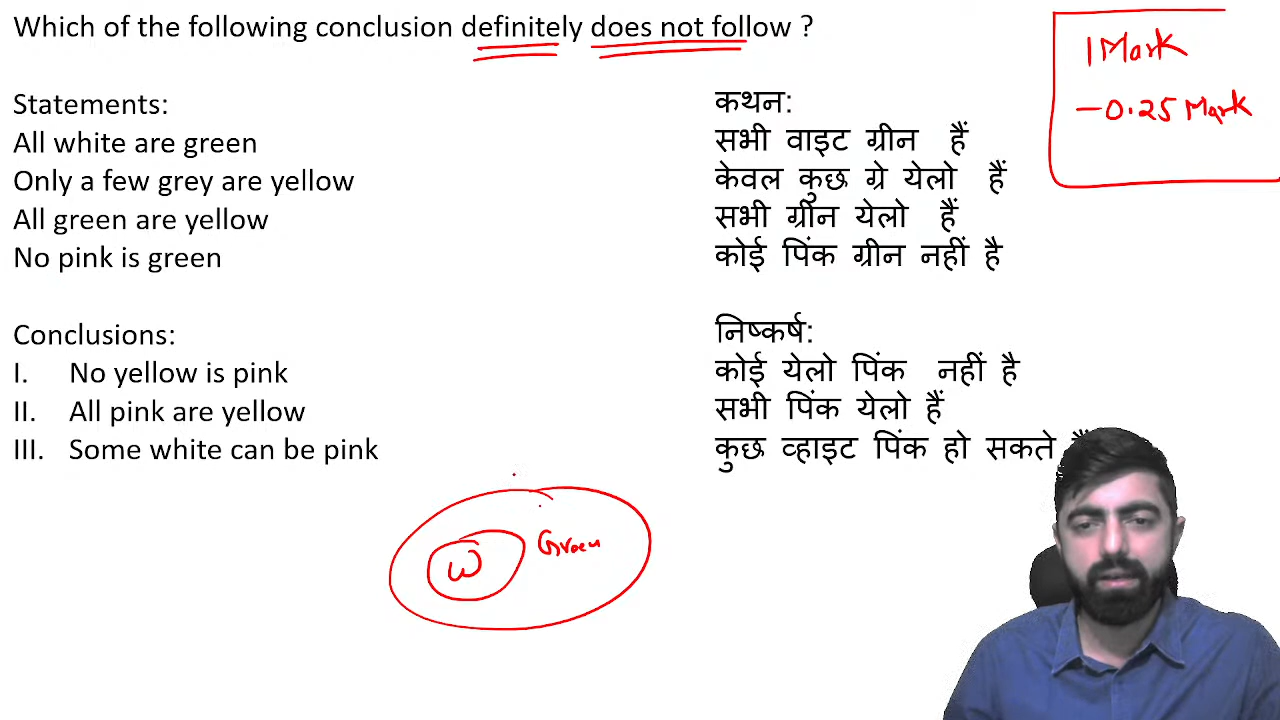 Which of the following conclusion definitely does not follow ?
1 Mark
-0.25 Mark
Statements:
All white are green
Only a few grey are yellow
All green are yellow
No pink is green
Conclusions:
I. No yellow is pink
II. All pink are yellow
III. Some white can be pink
कथन:
सभी वाइट ग्रीन हैं
केवल कुछ ग्रे येलो हैं
सभी ग्रीन येलो हैं
कोई पिंक ग्रीन नहीं है
निष्कर्ष:
कोई येलो पिंक नहीं है
सभी पिंक येलो हैं
कुछ व्हाइट पिंक हो सकते हैं
W
Green